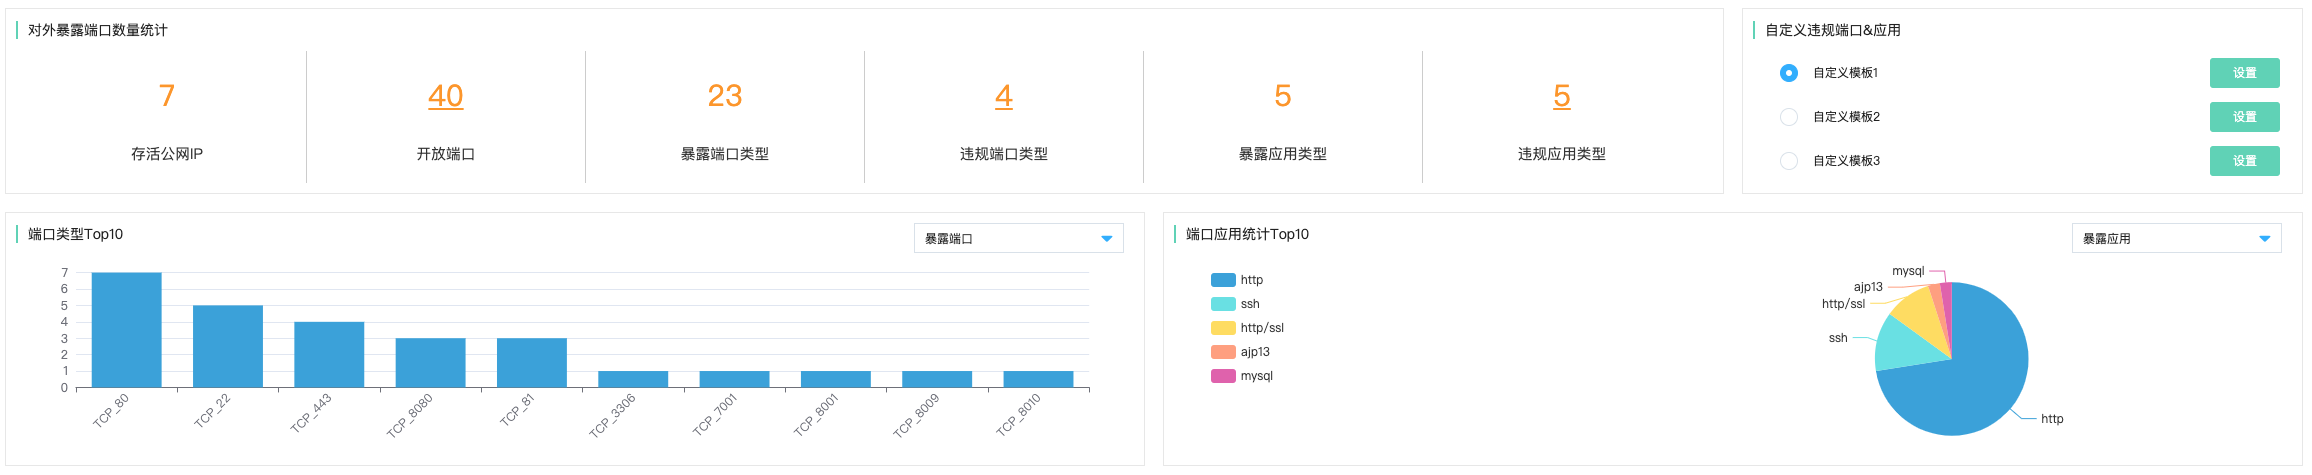 对外暴露端口数量统计
7
存活公网IP
40
开放端口
23
暴露端口类型
4
违规端口类型
5
暴露应用类型
5
违规应用类型
自定义违规端口&应用
自定义模板1
设置
自定义模板2
设置
自定义模板3
设置
端口类型Top10
暴露端口
7
6
5
4
3
2
1
0
TCP_80
TCP_22
TCP_443
TCP_8080
TCP_81
TCP_3306
TCP_7001
TCP_8001
TCP_8009
TCP_8010
端口应用统计Top10
暴露应用
http
ssh
http/ssl
ajp13
mysql
mysql
ajp13
http/ssl
ssh
http